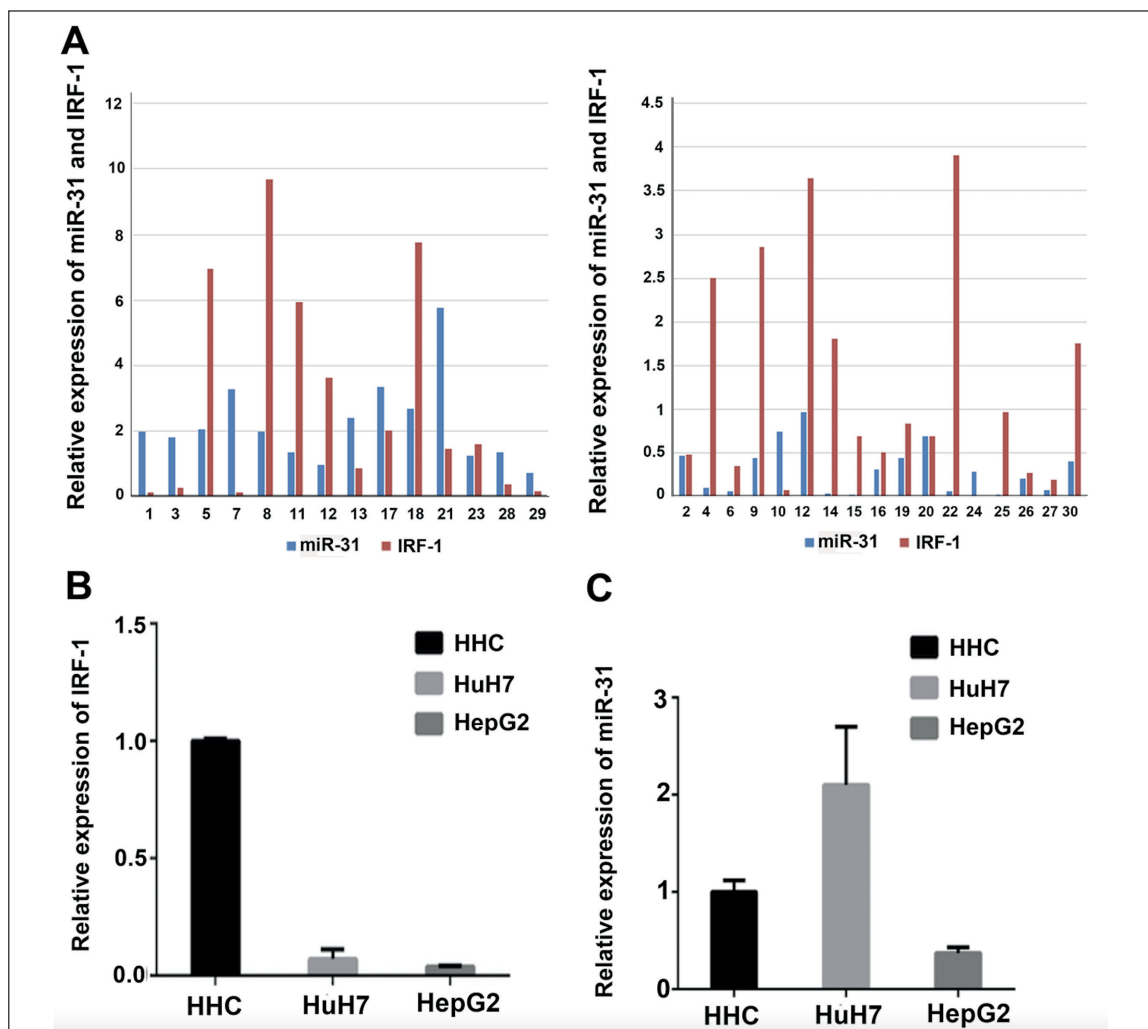 A
Relative expression of miR-31 and IRF-1
12
10
8
6
4
2
0
1 3 5 7 8 11 12 13 17 18 21 23 28 29
miR-31 IRF-1
Relative expression of miR-31 and IRF-1
4.5
4
3.5
3
2.5
2
1.5
1
0.5
0
2 4 6 9 10 12 14 15 16 19 20 22 24 25 26 27 30
miR-31 IRF-1
B
Relative expression of IRF-1
1.5
1.0
0.5
0.0
HHC
HuH7
HepG2
HHC HuH7 HepG2
C
Relative expression of miR-31
3
2
1
0
HHC
HuH7
HepG2
HHC HuH7 HepG2